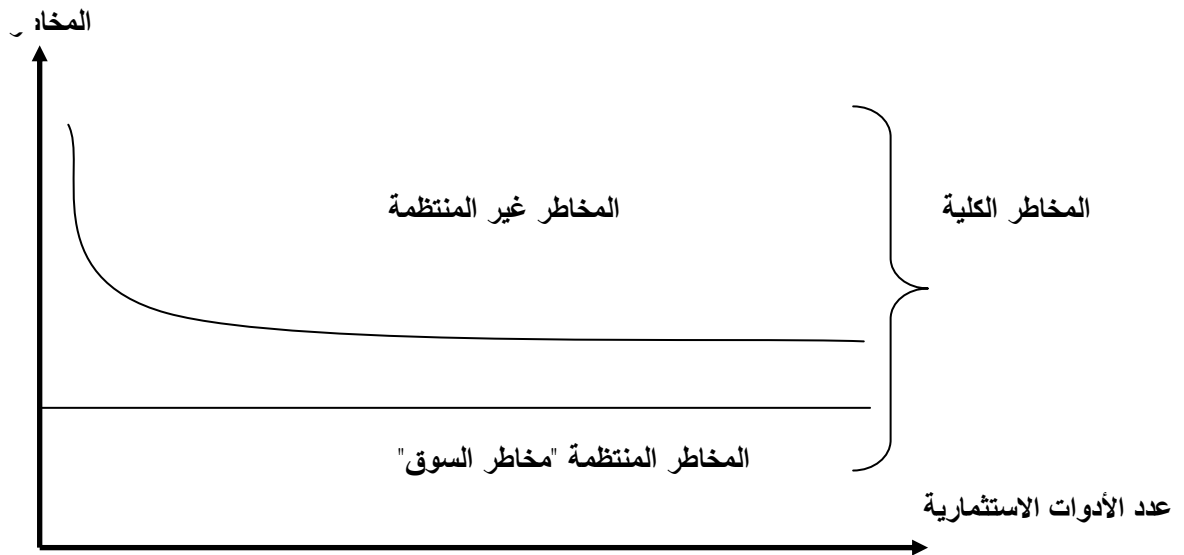 المخاطر غير المنتظمة
المخاطر الكلية
المخاطر المنتظمة "مخاطر السوق"
عدد الأدوات الاستثمارية